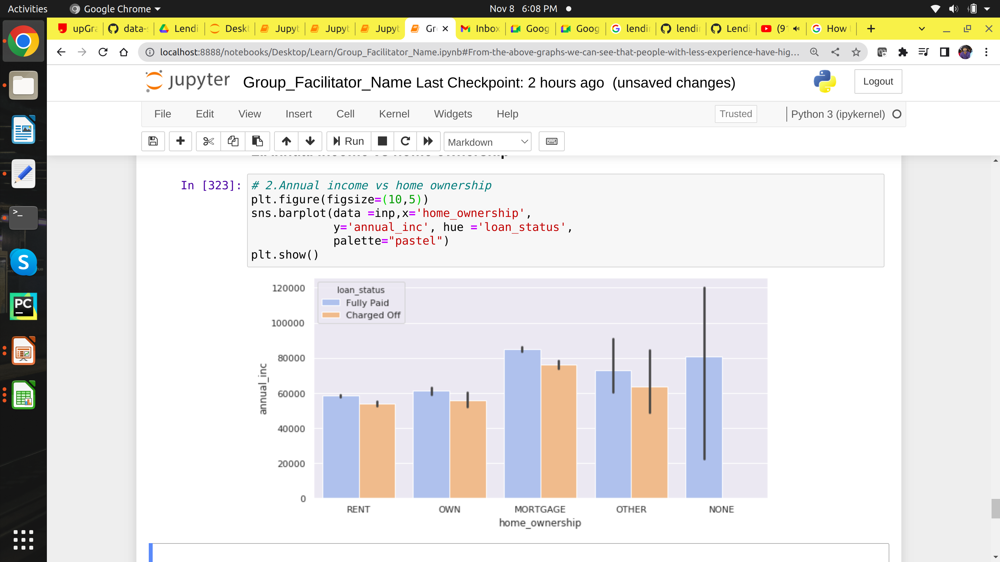 Activities Google Chrome Nov 8 6:08 PM
upGra data-s Lendi Deskt Jupyt Jupyt Jupyt Gr Inbox Goog Goog lendin lendin Lendi (9 How
localhost:8888/notebooks/Desktop/Learn/Group_Facilitator_Name.ipynb#From-the-above-graphs-we-can-see-that-people-with-less-experience-have-hig...
jupyter Group_Facilitator_Name Last Checkpoint: 2 hours ago (unsaved changes) Logout
File Edit View Insert Cell Kernel Widgets Help Trusted Python 3 (ipykernel)
Run Markdown
In [323]: # 2.Annual income vs home ownership
plt.figure(figsize=(10,5))
sns.barplot(data =inp,x='home_ownership',
y='annual_inc', hue ='loan_status',
palette="pastel")
plt.show()
loan_status
Fully Paid
Charged Off
120000
100000
80000
60000
40000
20000
0
annual_inc
RENT OWN MORTGAGE OTHER NONE
home_ownership
S
PC
>_